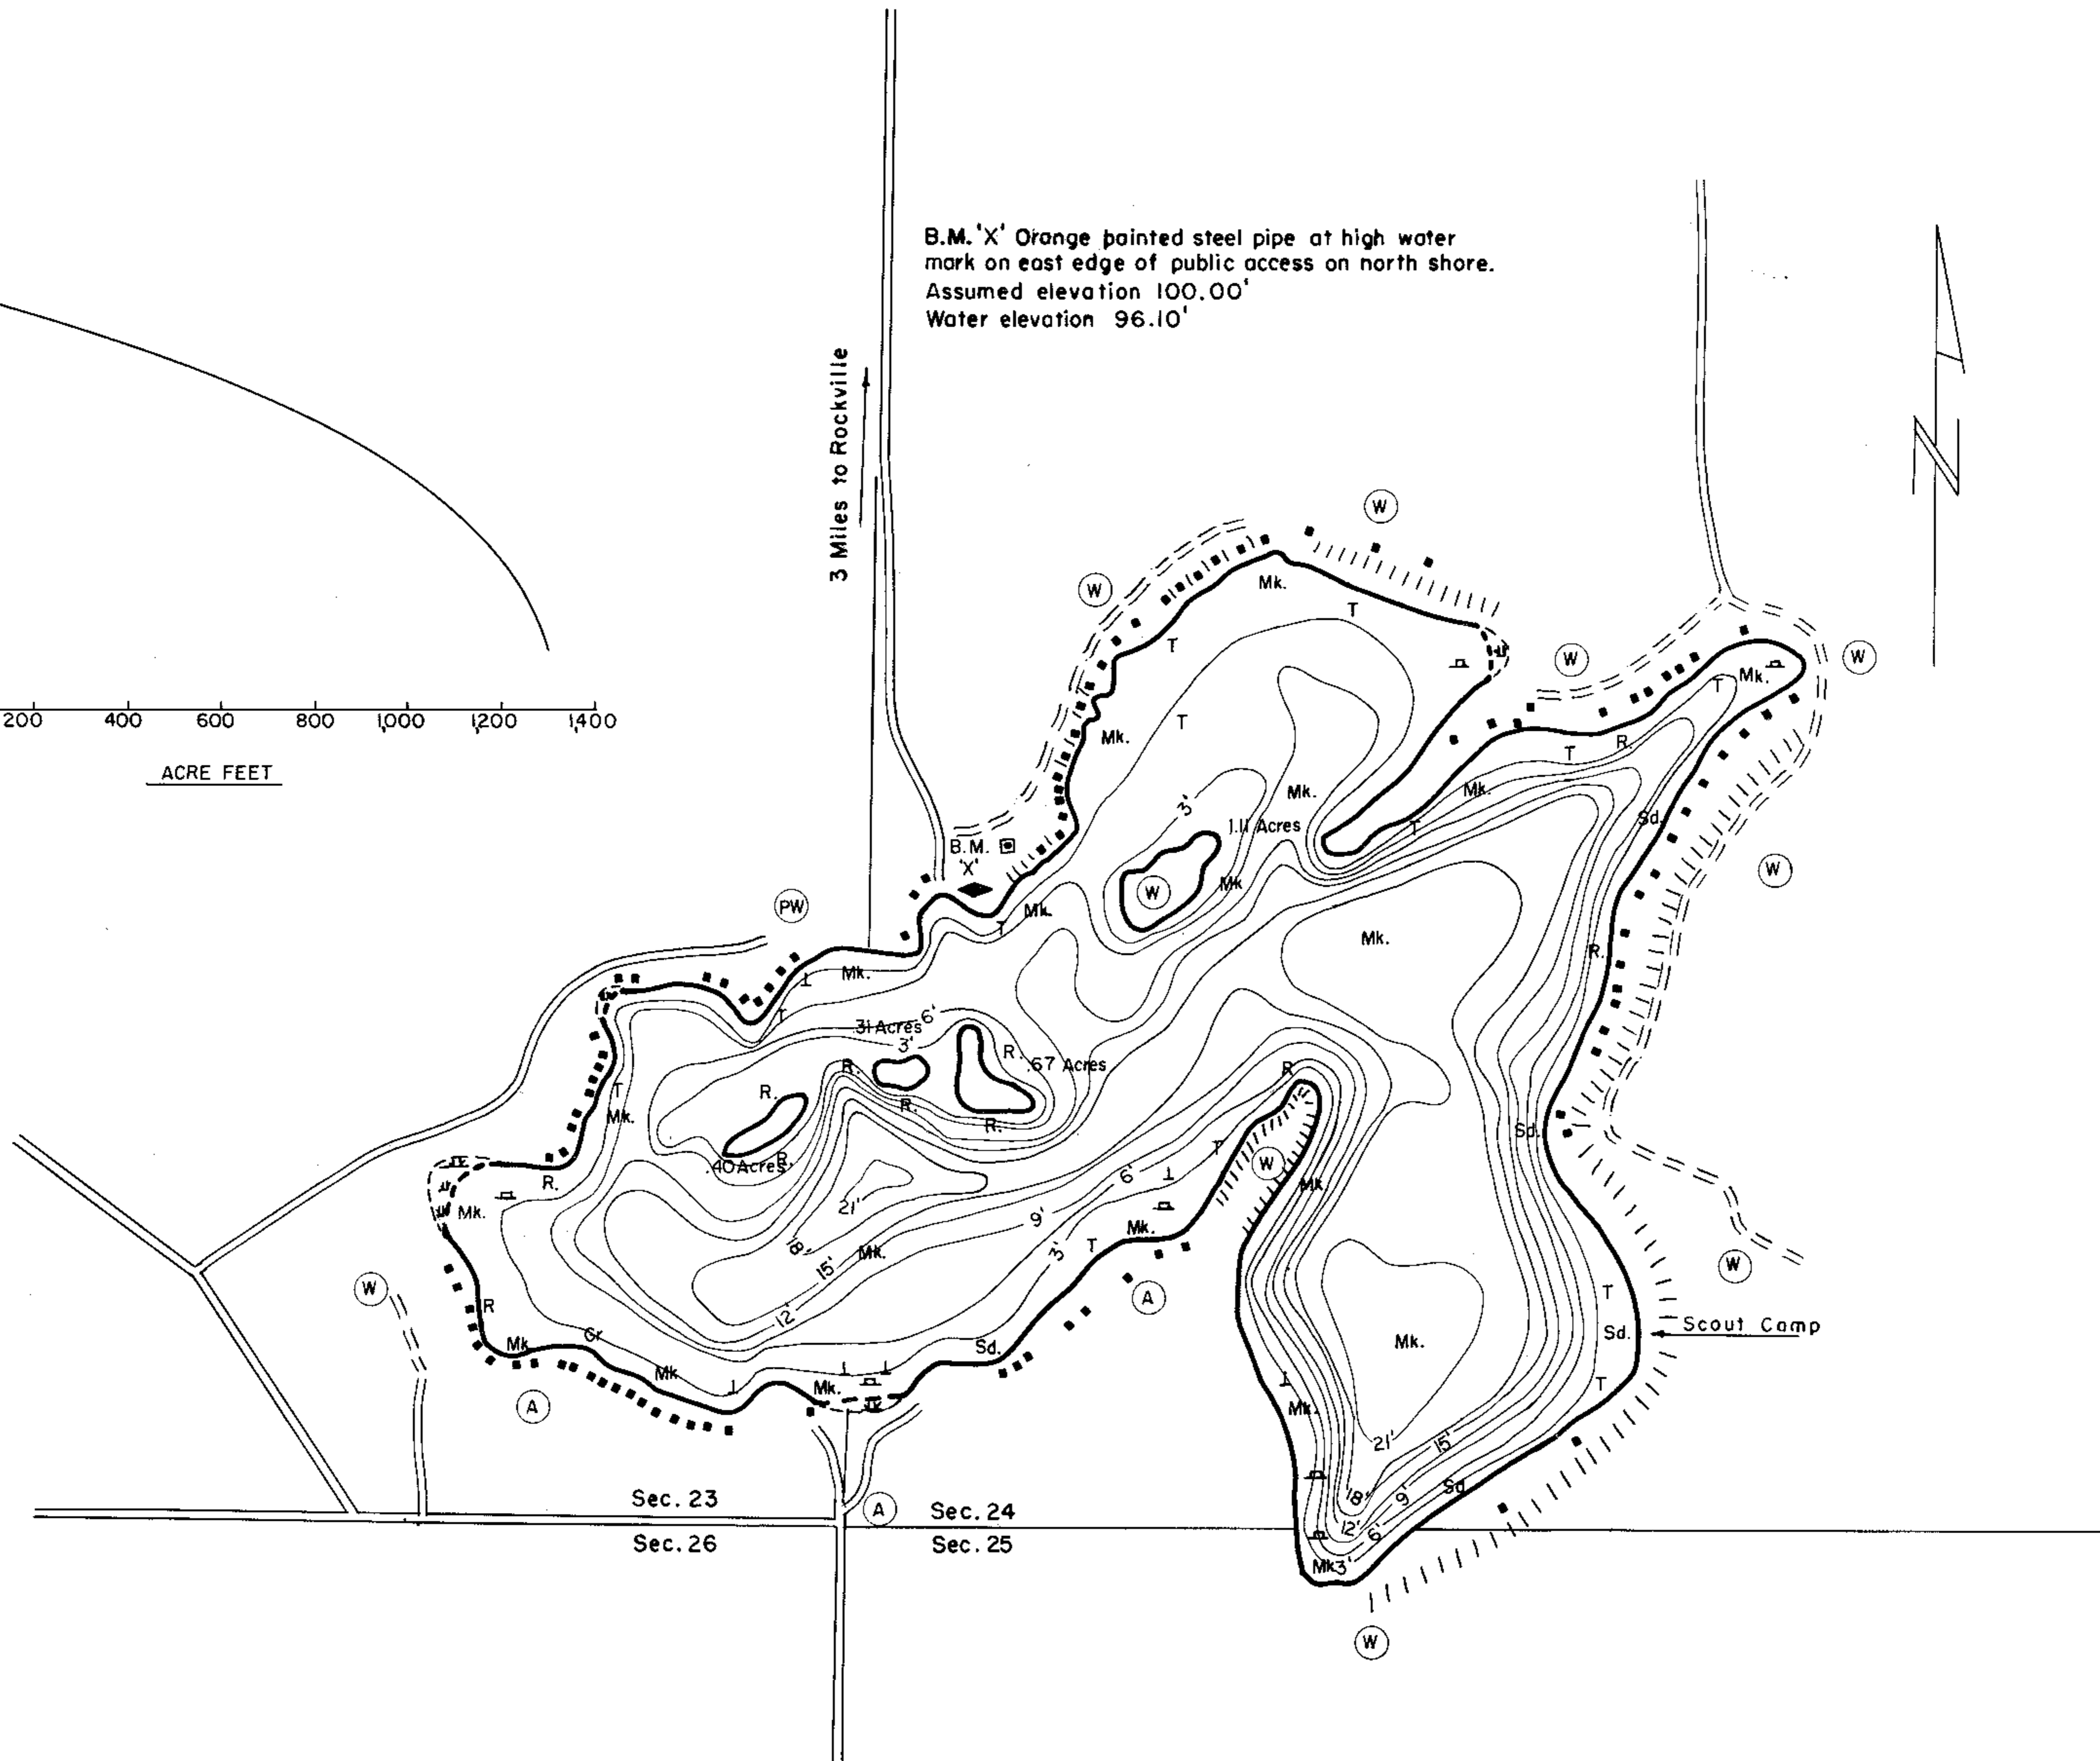 B.M. 'X' Orange painted steel pipe at high water
mark on east edge of public access on north shore.
Assumed elevation 100.00'
Water elevation 96.10'
3 Miles to Rockville
N
W
W
Mk.
T
T
W
W
Mk.
T
200 400 600 800 1,000 1,200 1,400
ACRE FEET
T
Mk.
R.
T
Mk.
Mk.
3'
1.11 Acres
T
Sd.
B.M.
'X'
W
Mk
W
PW
Mk.
T
Mk.
R.
Mk.
T
.31 Acres
6'
3'
R.
.67 Acres
R.
R
T
Mk.
R.
R.
R.
Sd.
.40 Acres
R.
T
W
6'
R.
Mk.
Mk.
21'
9'
Mk.
3'
T
18'
Mk.
15'
W
W
A
T
R
12'
Sd.
Scout Camp
Gr
Mk
Sd.
Mk.
Mk
Mk.
T
A
Mk.
21'
15'
Sd
18'
9'
Sec. 23
A
Sec. 24
12'
6'
Sec. 26
Sec. 25
Mk
3'
W